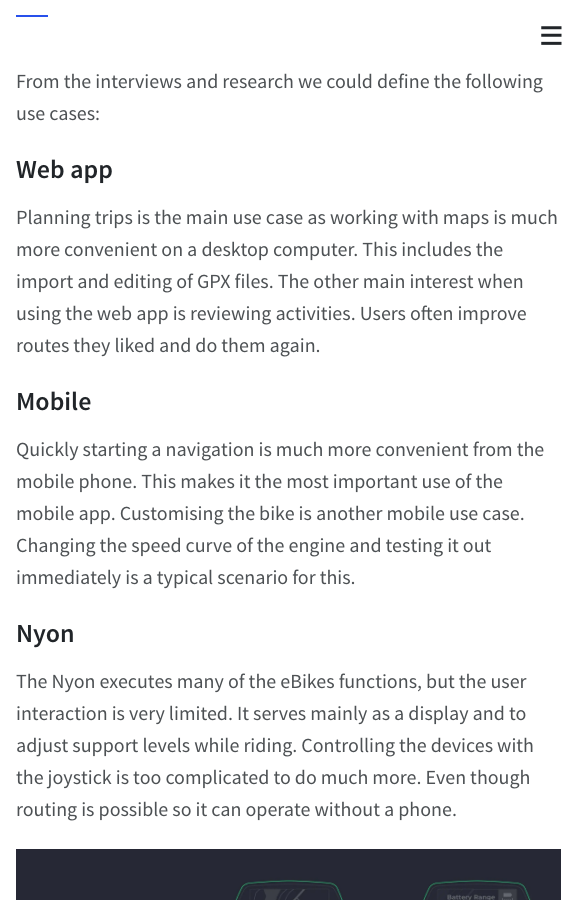 From the interviews and research we could define the following
use cases:
Web app
Planning trips is the main use case as working with maps is much
more convenient on a desktop computer. This includes the
import and editing of GPX files. The other main interest when
using the web app is reviewing activities. Users often improve
routes they liked and do them again.
Mobile
Quickly starting a navigation is much more convenient from the
mobile phone. This makes it the most important use of the
mobile app. Customising the bike is another mobile use case.
Changing the speed curve of the engine and testing it out
immediately is a typical scenario for this.
Nyon
The Nyon executes many of the eBikes functions, but the user
interaction is very limited. It serves mainly as a display and to
adjust support levels while riding. Controlling the devices with
the joystick is too complicated to do much more. Even though
routing is possible so it can operate without a phone.
Battery Range